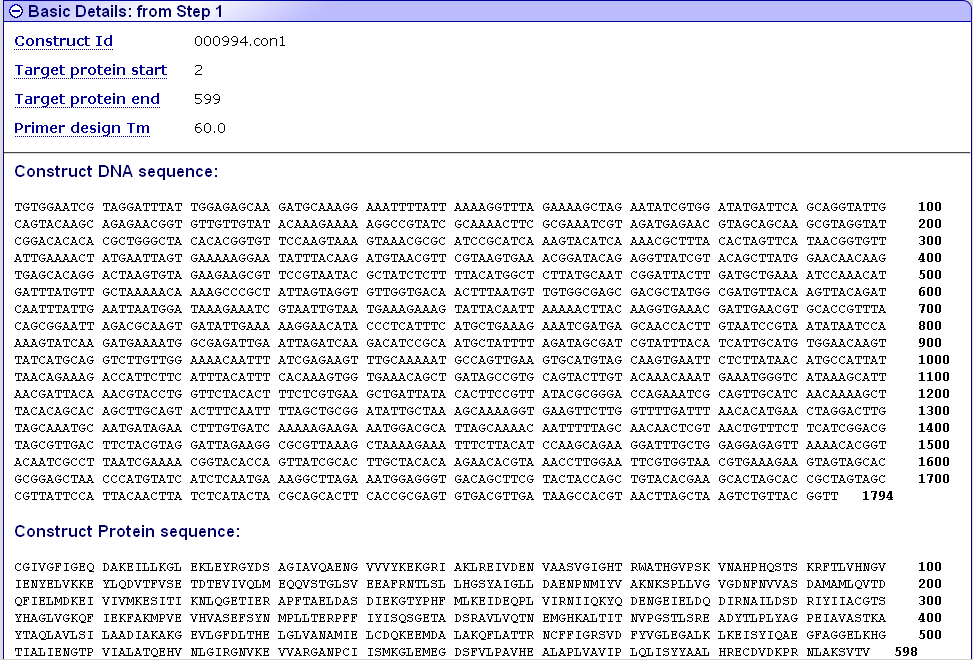 Basic Details: from Step 1
Construct Id 000994.con1
Target protein start 2
Target protein end 599
Primer design Tm 60.0
Construct DNA sequence:
TGTGGAATCG TAGGATTTAT TGGAGAGCAA GATGCAAAGG AAATTTTATT AAAAGGTTTA GAAAAGCTAG AATATCGTGG ATATGATTCA GCAGGTATTG 100
CAGTACAAGC AGAGAACGGT GTTGTTGTAT ACAAAGAAAA AGGCCGTATC GCAAAACTTC GCGAAATCGT AGATGAGAAC GTAGCAGCAA GCGTAGGTAT 200
CGGACACACA CGCTGGGCTA CACACGGTGT TCCAAGTAAA GTAAACGCGC ATCCGCATCA AAGTACATCA AAACGCTTTA CACTAGTTCA TAACGGTGTT 300
ATTGAAAACT ATGAATTAGT GAAAAAGGAA TATTTACAAG ATGTAACGTT CGTAAGTGAA ACGGATACAG AGGTTATCGT ACAGCTTATG GAACAACAAG 400
TGAGCACAGG ACTAAGTGTA GAAGAAGCGT TCCGTAATAC GCTATCTCTT TTACATGGCT CTTATGCAAT CGGATTACTT GATGCTGAAA ATCCAAACAT 500
GATTTATGTT GCTAAAAACA AAAGCCCGCT ATTAGTAGGT GTTGGTGACA ACTTTAATGT TGTGGCGAGC GACGCTATGG CGATGTTACA AGTTACAGAT 600
CAATTTATTG AATTAATGGA TAAAGAAATC GTAATTGTAA TGAAAGAAAG TATTACAATT AAAAACTTAC AAGGTGAAAC GATTGAACGT GCACCGTTTA 700
CAGCGGAATT AGACGCAAGT GATATTGAAA AAGGAACATA CCCTCATTTC ATGCTGAAAG AAATCGATGA GCAACCACTT GTAATCCGTA ATATAATCCA 800
AAAGTATCAA GATGAAAATG GCGAGATTGA ATTAGATCAA GACATCCGCA ATGCTATTTT AGATAGCGAT CGTATTTACA TCATTGCATG TGGAACAAGT 900
TATCATGCAG GTCTTGTTGG AAAACAATTT ATCGAGAAGT TTGCAAAAAT GCCAGTTGAA GTGCATGTAG CAAGTGAATT CTCTTATAAC ATGCCATTAT 1000
TAACAGAAAG ACCATTCTTC ATTTACATTT CACAAAGTGG TGAAACAGCT GATAGCCGTG CAGTACTTGT ACAAACAAAT GAAATGGGTC ATAAAGCATT 1100
AACGATTACA AACGTACCTG GTTCTACACT TTCTCGTGAA GCTGATTATA CACTTCCGTT ATACGCGGGA CCAGAAATCG CAGTTGCATC AACAAAAGCT 1200
TACACAGCAC AGCTTGCAGT ACTTTCAATT TTAGCTGCGG ATATTGCTAA AGCAAAAGGT GAAGTTCTTG GTTTTGATTT AACACATGAA CTAGGACTTG 1300
TAGCAAATGC AATGATAGAA CTTTGTGATC AAAAAGAAGA AATGGACGCA TTAGCAAAAC AATTTTTAGC AACAACTCGT AACTGTTTCT TCATCGGACG 1400
TAGCGTTGAC TTCTACGTAG GATTAGAAGG CGCGTTAAAG CTAAAAGAAA TTTCTTACAT CCAAGCAGAA GGATTTGCTG GAGGAGAGTT AAAACACGGT 1500
ACAATCGCCT TAATCGAAAA CGGTACACCA GTTATCGCAC TTGCTACACA AGAACACGTA AACCTTGGAA TTCGTGGTAA CGTGAAAGAA GTAGTAGCAC 1600
GCGGAGCTAA CCCATGTATC ATCTCAATGA AAGGCTTAGA AATGGAGGGT GACAGCTTCG TACTACCAGC TGTACACGAA GCACTAGCAC CGCTAGTAGC 1700
CGTTATTCCA TTACAACTTA TCTCATACTA CGCAGCACTT CACCGCGAGT GTGACGTTGA TAAGCCACGT AACTTAGCTA AGTCTGTTAC GGTT 1794
Construct Protein sequence:
CGIVGFIGEQ DAKEILLKGL EKLEYRGYDS AGIAVQAENG VVVYKEKGRI AKLREIVDEN VAASVGIGHT RWATHGVPSK VNAHPHQSTS KRFTLVHNGV 100
IENYELVKKE YLQDVTFVSE TDTEVIVQLM EQQVSTGLSV EEAFRNTLSL LHGSYAIGLL DAENPNMIYV AKNKSPLLVG VGDNFNVVAS DAMAMLQVTD 200
QFIELMDKEI VIVMKESITI KNLQGETIER APFTAELDAS DIEKGTYPHF MLKEIDEQPL VIRNIIQKYQ DENGEIELDQ DIRNAILDSD RIYIIACGTS 300
YHAGLVGKQF IEKFAKMPVE VHVASEFSYN MPLLTERPFF IYISQSGETA DSRAVLVQTN EMGHKALTIT NVPGSTLSRE ADYTLPLYAG PEIAVASTKA 400
YTAQLAVLSI LAADIAKAKG EVLGFDLTHE LGLVANAMIE LCDQKEEMDA LAKQFLATTR NCFFIGRSVD FYVGLEGALK LKEISYIQAE GFAGGELKHG 500
TIALIENGTP VIALATQEHV NLGIRGNVKE VVARGANPCI ISMKGLEMEG DSFVLPAVHE ALAPLVAVIP LQLISYYAAL HRECDVDKPR NLAKSVTV 598